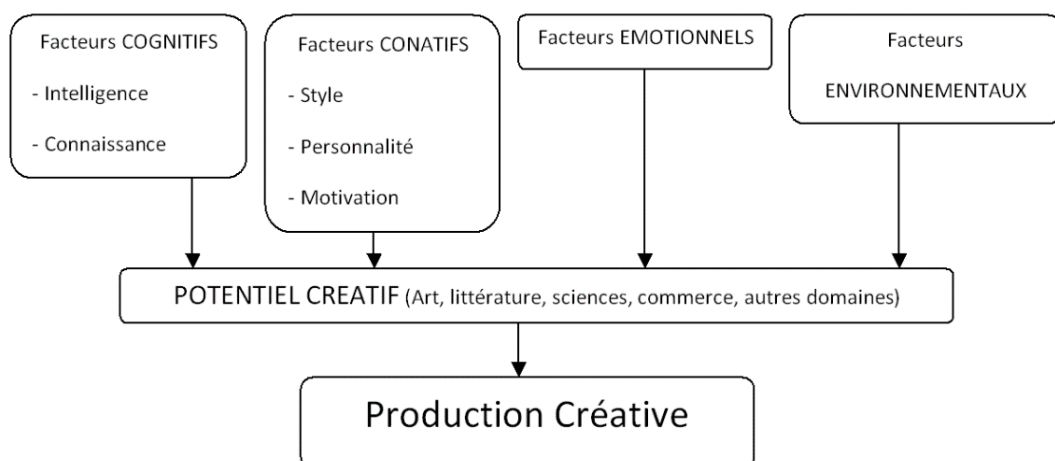 Facteurs COGNITIFS
- Intelligence
- Connaissance
Facteurs CONATIFS
- Style
- Personnalité
- Motivation
Facteurs EMOTIONNELS
Facteurs
ENVIRONNEMENTAUX
POTENTIEL CREATIF (Art, littérature, sciences, commerce, autres domaines)
Production Créative